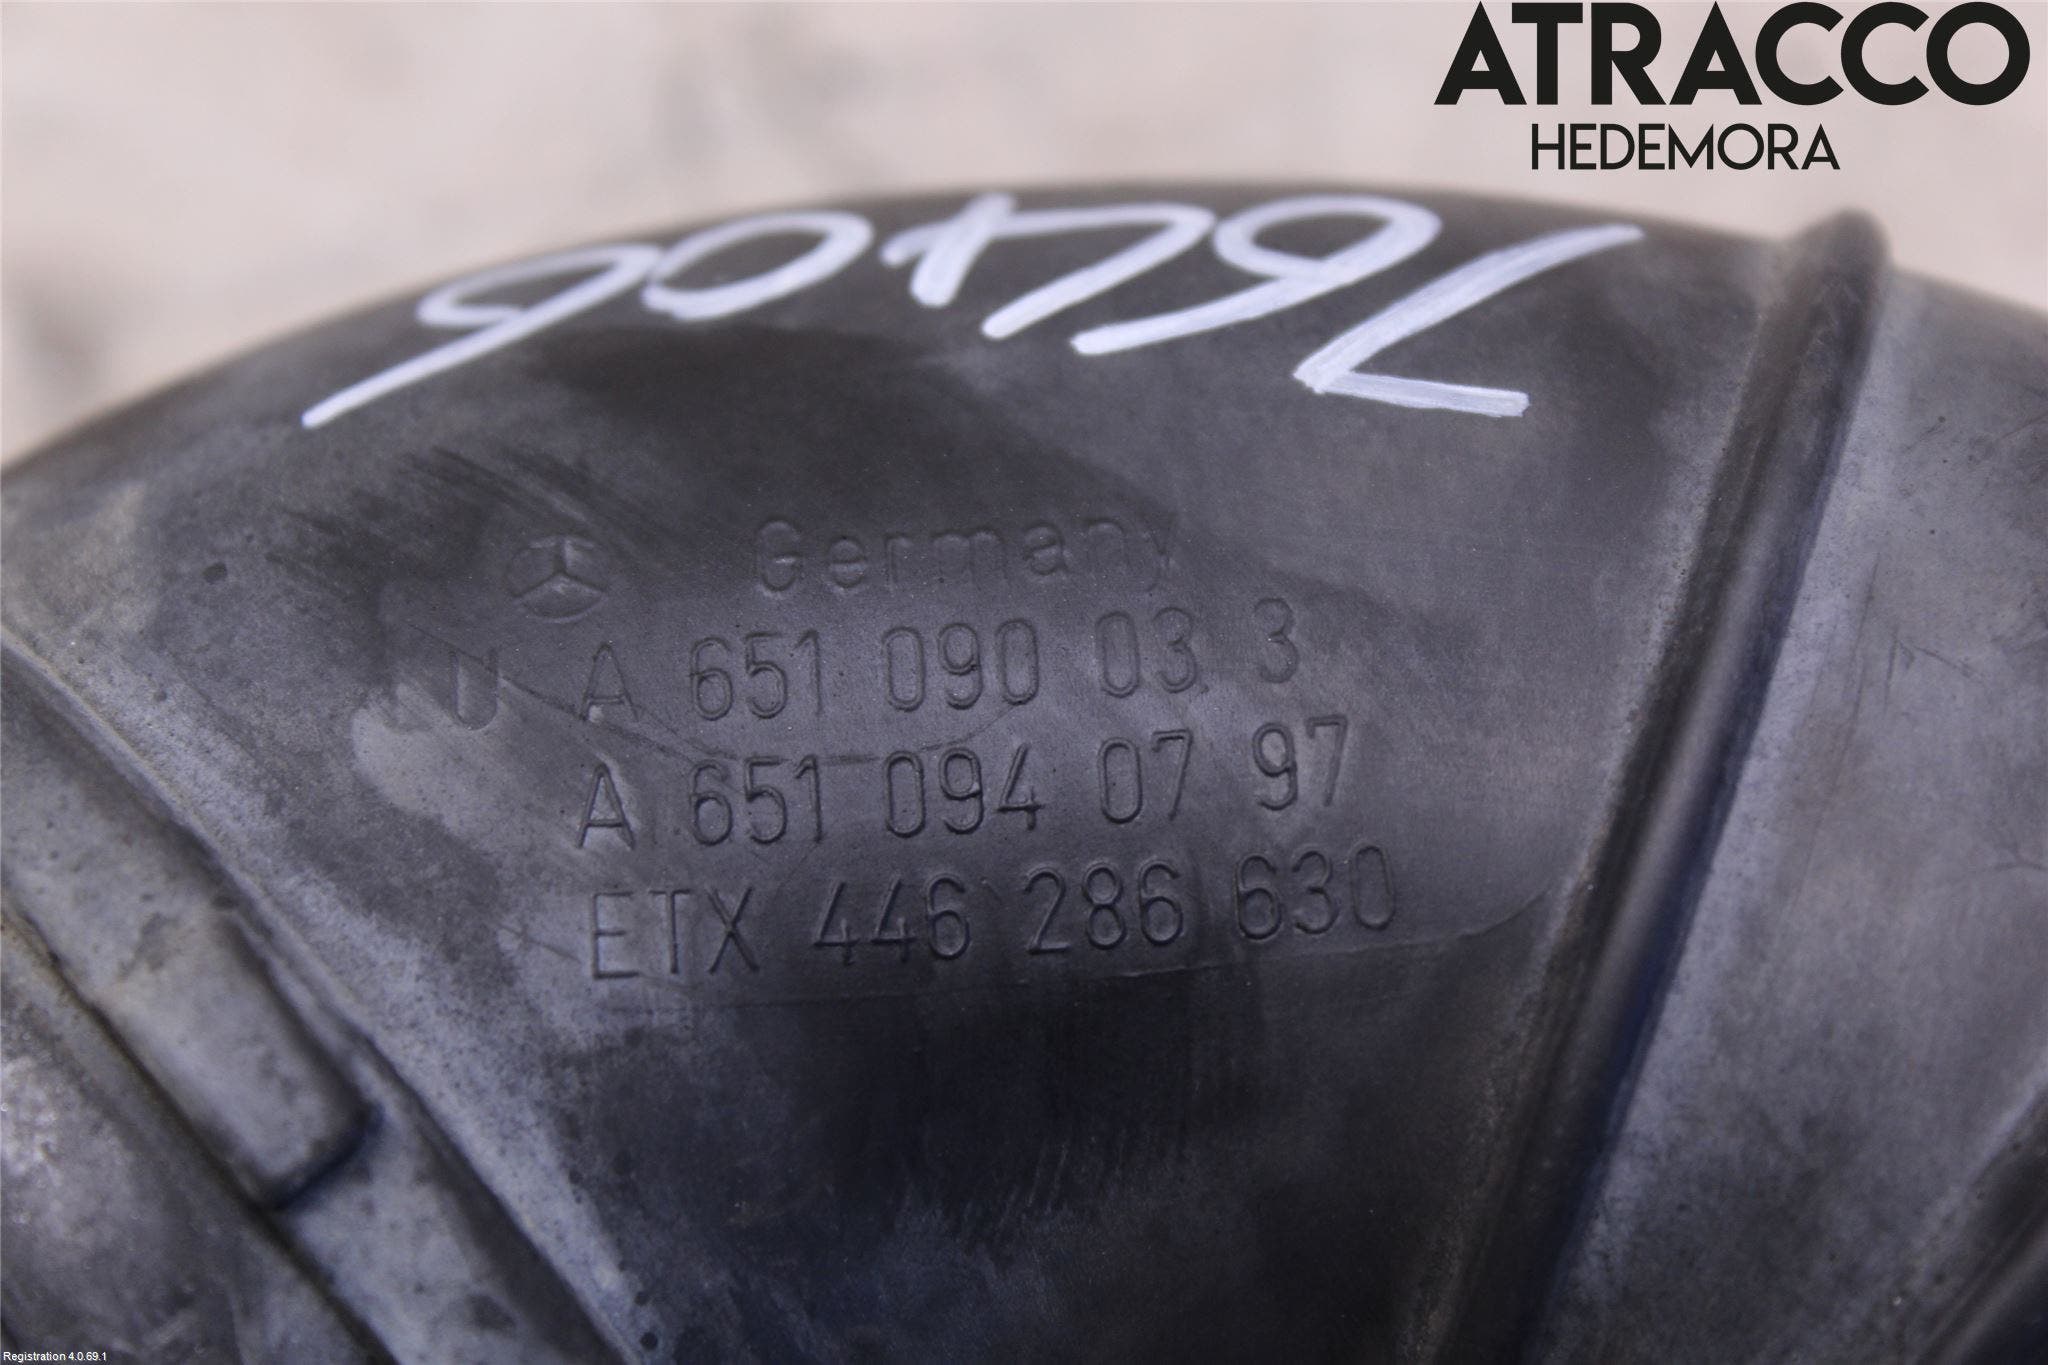 ATRACCO
HEDEMORA
76406
Germany
U A 651 090 03 3
A 651 094 07 97
ETX 446 286 630
Registration 4.0.69.1